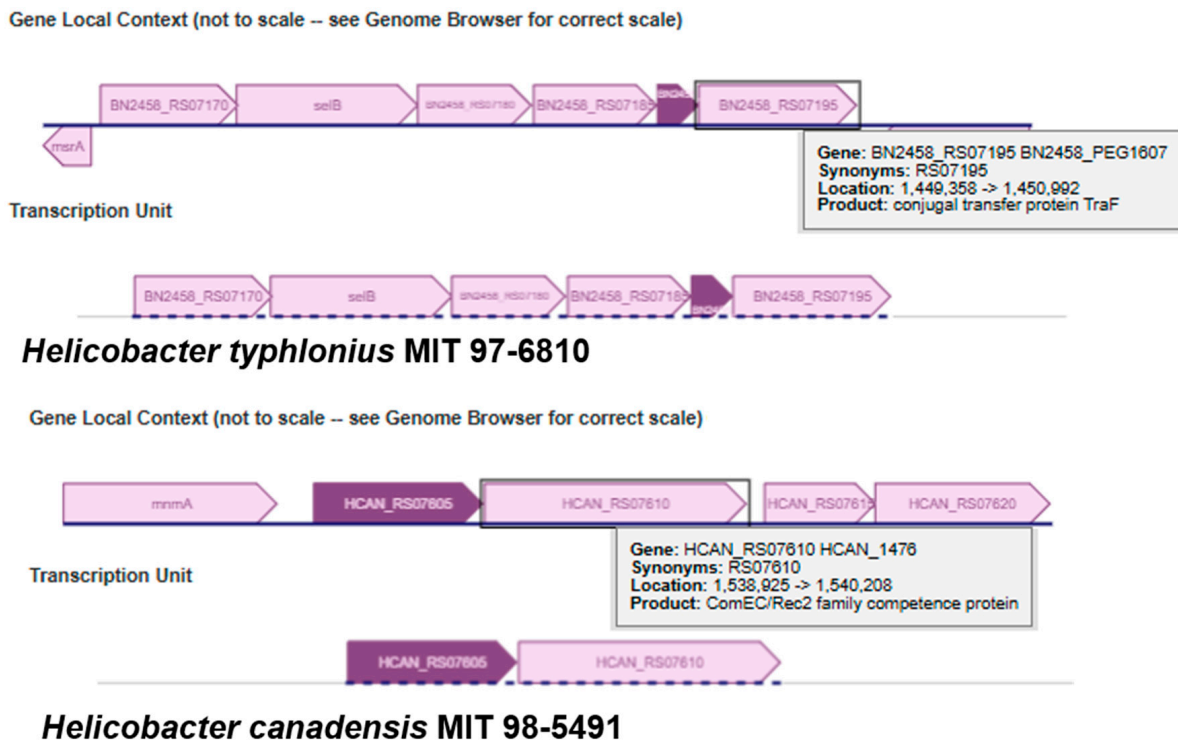 Gene Local Context (not to scale -- see Genome Browser for correct scale)
BN2458_RS07170 selB BN2458_RS07180 BN2458_RS07185 BN2458_RS07195
msrA
Gene: BN2458_RS07195 BN2458_PEG1607
Synonyms: RS07195
Location: 1,449,358 -> 1,450,992
Product: conjugal transfer protein TraF
Transcription Unit
BN2458_RS07170 selB BN2458_RS07180 BN2458_RS07185 BN2458_RS07195
Helicobacter typhlonius MIT 97-6810
Gene Local Context (not to scale -- see Genome Browser for correct scale)
mnmA HCAN_RS07605 HCAN_RS07610 HCAN_RS07615 HCAN_RS07620
Gene: HCAN_RS07610 HCAN_1476
Synonyms: RS07610
Location: 1,538,925 -> 1,540,208
Product: ComEC/Rec2 family competence protein
Transcription Unit
HCAN_RS07605 HCAN_RS07610
Helicobacter canadensis MIT 98-5491